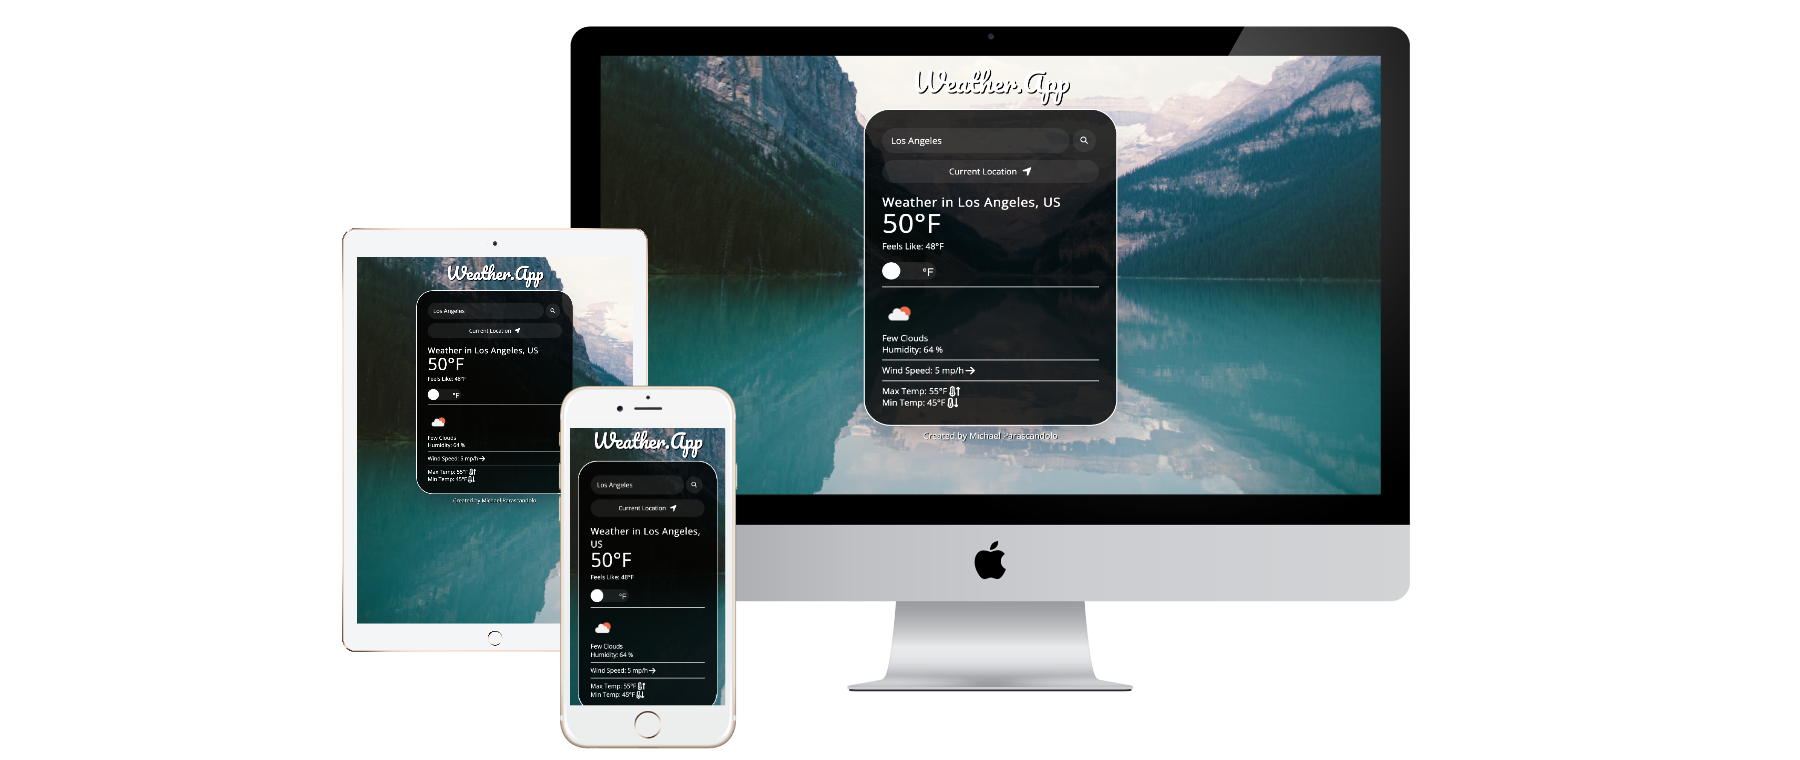 Weather.App
Los Angeles
Current Location
Weather in Los Angeles, US
50°F
Feels Like: 48°F
°F
Few Clouds
Humidity: 64 %
Wind Speed: 5 mp/h
Max Temp: 55°F
Min Temp: 45°F
Created by Michael Parascandolo
Weather.App
Los Angeles
Current Location
Weather in Los Angeles, US
50°F
Feels Like: 48°F
°F
Few Clouds
Humidity: 64 %
Wind Speed: 5 mp/h
Max Temp: 55°F
Min Temp: 45°F
Created by Michael Parascandolo
Weather.App
Los Angeles
Current Location
Weather in Los Angeles,
US
50°F
Feels Like: 48°F
°F
Few Clouds
Humidity: 64 %
Wind Speed: 5 mp/h
Max Temp: 55°F
Min Temp: 45°F